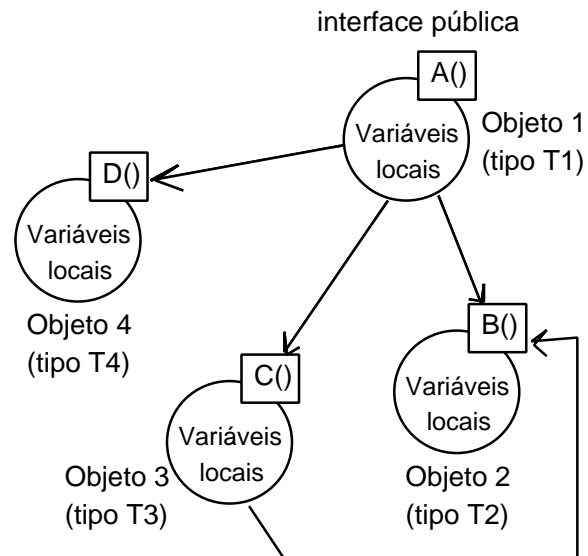 interface pública
A()
Variáveis
locais
Objeto 1
(tipo T1)
D()
Variáveis
locais
Objeto 4
(tipo T4)
B()
Variáveis
locais
Objeto 2
(tipo T2)
C()
Variáveis
locais
Objeto 3
(tipo T3)